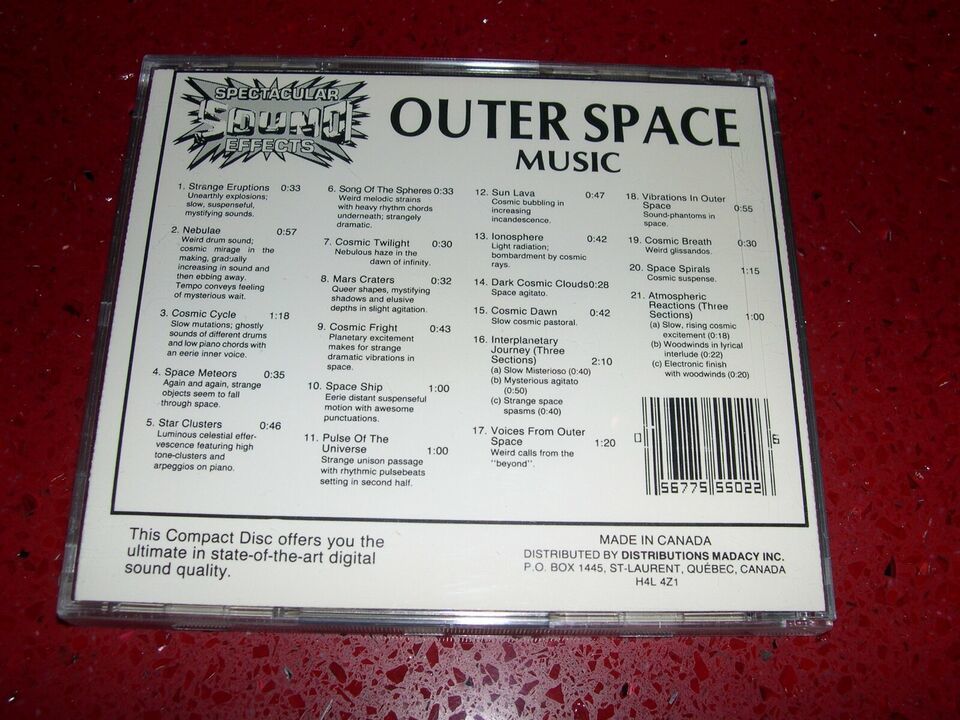 SPECTACULAR
SOUND
EFFECTS
OUTER SPACE
MUSIC
1. Strange Eruptions 0:33
Unearthly explosions;
slow, suspenseful,
mystifying sounds.
2. Nebulae 0:57
Weird drum sound;
cosmic mirage in the
making, gradually
increasing in sound and
then ebbing away.
Tempo conveys feeling
of mysterious wait.
3. Cosmic Cycle 1:18
Slow mutations; ghostly
sounds of different drums
and low piano chords with
an eerie inner voice.
4. Space Meteors 0:35
Again and again, strange
objects seem to fall
through space.
5. Star Clusters 0:46
Luminous celestial effer-
vescence featuring high
tone-clusters and
arpeggios on piano.
6. Song Of The Spheres 0:33
Weird melodic strains
with heavy rhythm chords
underneath; strangely
dramatic.
7. Cosmic Twilight 0:30
Nebulous haze in the
dawn of infinity.
8. Mars Craters 0:32
Queer shapes, mystifying
shadows and elusive
depths in slight agitation.
9. Cosmic Fright 0:43
Planetary excitement
makes for strange
dramatic vibrations in
space.
10. Space Ship 1:00
Eerie distant suspenseful
motion with awesome
punctuations.
11. Pulse Of The
Universe 1:00
Strange unison passage
with rhythmic pulsebeats
setting in second half.
12. Sun Lava 0:47
Cosmic bubbling in
increasing
incandescence.
13. Ionosphere 0:42
Light radiation;
bombardment by cosmic
rays.
14. Dark Cosmic Clouds 0:28
Space agitato.
15. Cosmic Dawn 0:42
Slow cosmic pastoral.
16. Interplanetary
Journey (Three
Sections) 2:10
(a) Slow Misterioso (0:40)
(b) Mysterious agitato
(0:50)
(c) Strange space
spasms (0:40)
17. Voices From Outer
Space 1:20
Weird calls from the
"beyond".
18. Vibrations In Outer
Space 0:55
Sound-phantoms in
space.
19. Cosmic Breath 0:30
Weird glissandos.
20. Space Spirals 1:15
Cosmic suspense.
21. Atmospheric
Reactions (Three
Sections) 1:00
(a) Slow, rising cosmic
excitement (0:18)
(b) Woodwinds in lyrical
interlude (0:22)
(c) Electronic finish
with woodwinds (0:20)
0 56775 55022 6
This Compact Disc offers you the
ultimate in state-of-the-art digital
sound quality.
MADE IN CANADA
DISTRIBUTED BY DISTRIBUTIONS MADACY INC.
P.O. BOX 1445, ST-LAURENT, QUÉBEC, CANADA
H4L 4Z1